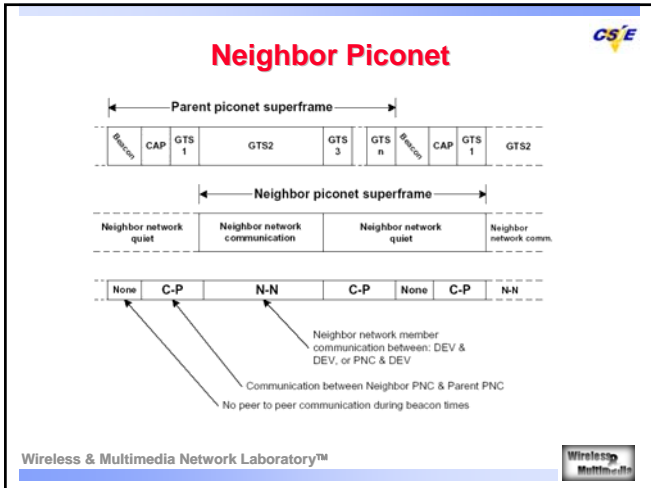 CSIE
Neighbor Piconet
Parent piconet superframe
Beacon CAP GTS 1 GTS2 GTS 3 GTS n Beacon CAP GTS 1 GTS2
Neighbor piconet superframe
Neighbor network quiet Neighbor network communication Neighbor network quiet Neighbor network comm.
None C-P N-N C-P None C-P N-N
Neighbor network member
communication between: DEV &
DEV, or PNC & DEV
Communication between Neighbor PNC & Parent PNC
No peer to peer communication during beacon times
Wireless & Multimedia Network Laboratory™
Wireless
Multimedia